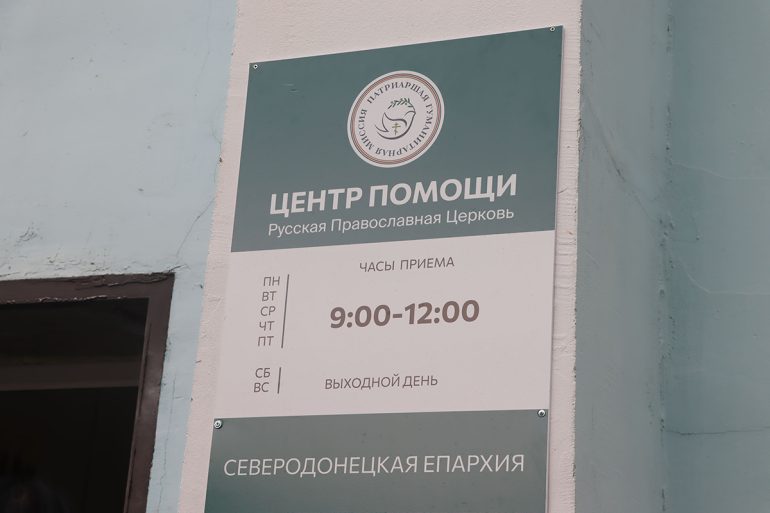 ПАТРИАРШАЯ ГУМАНИТАРНАЯ МИССИЯ
ЦЕНТР ПОМОЩИ
Русская Православная Церковь
ЧАСЫ ПРИЕМА
ПН
ВТ
СР
ЧТ
ПТ
9:00-12:00
СБ
ВС
ВЫХОДНОЙ ДЕНЬ
СЕВЕРОДОНЕЦКАЯ ЕПАРХИЯ